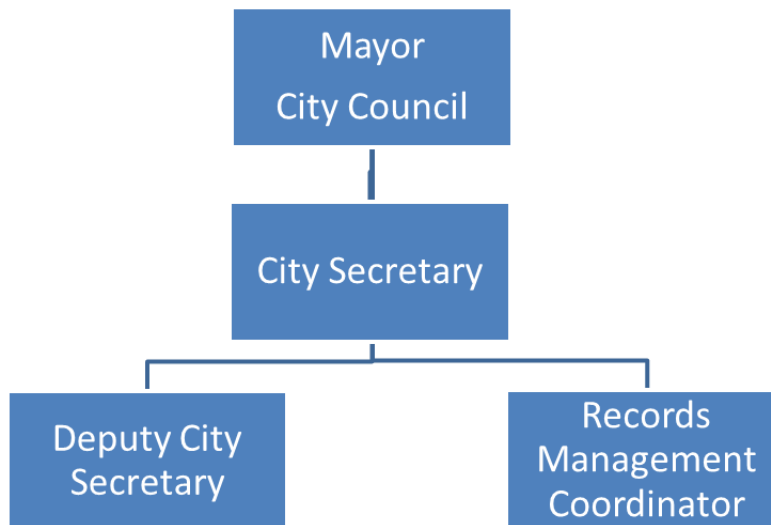 Mayor
City Council
City Secretary
Deputy City
Secretary
Records
Management
Coordinator